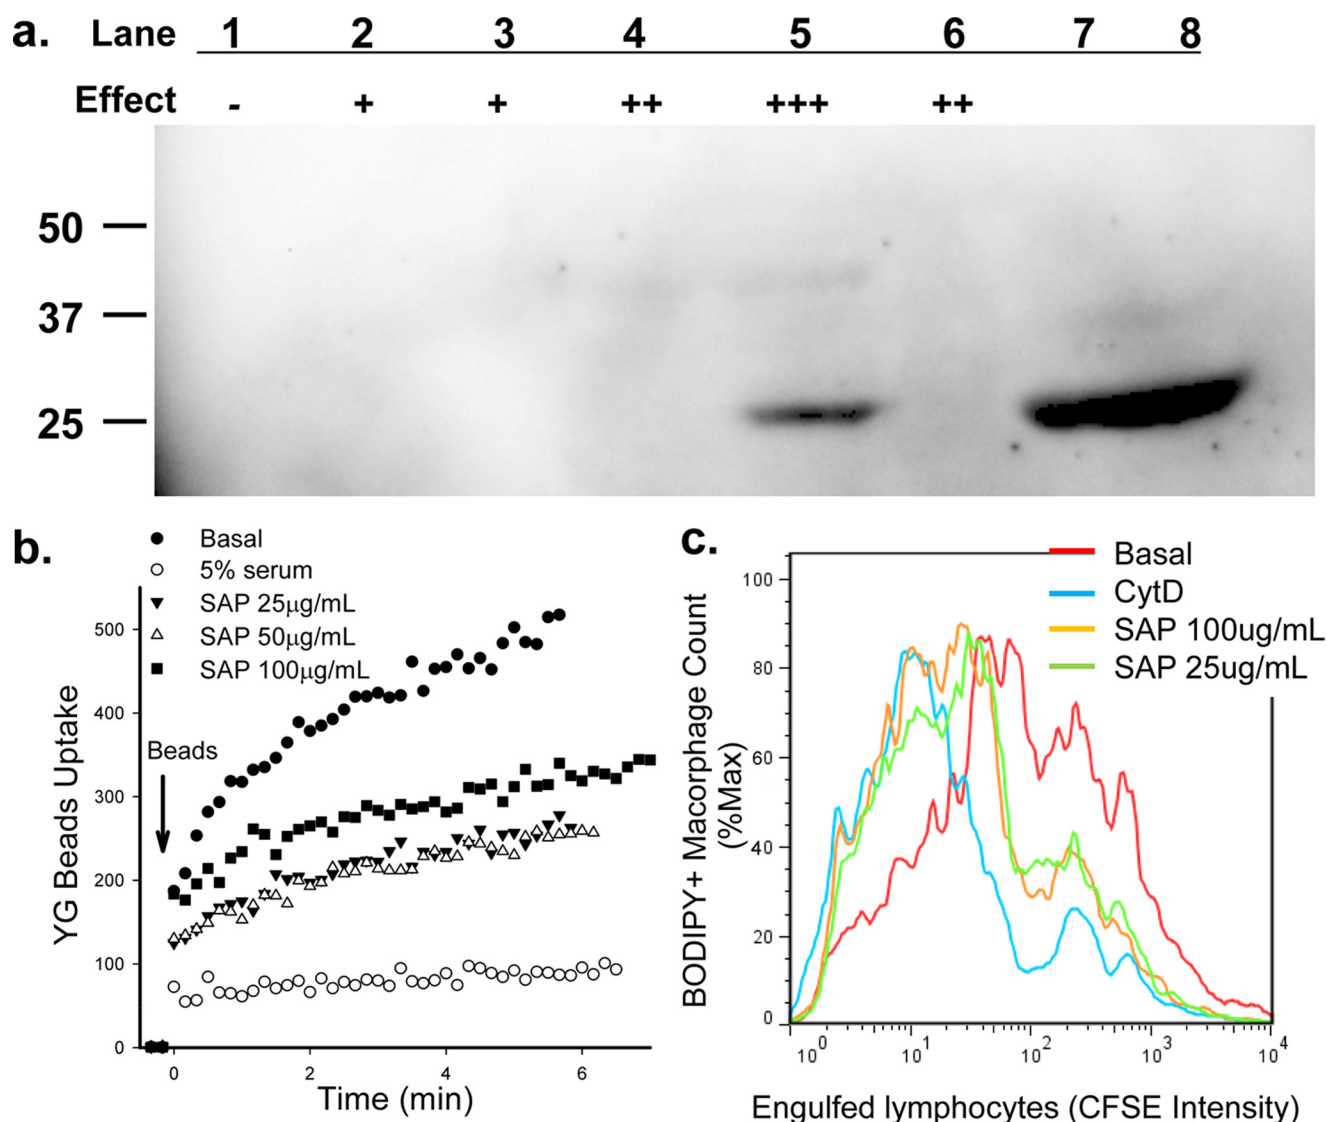 a. Lane 1 2 3 4 5 6 7 8
Effect - + + ++ +++ ++
50
37
25
b.
Basal
5% serum
SAP 25μg/mL
SAP 50μg/mL
SAP 100μg/mL
Beads
YG Beads Uptake
500
400
300
200
100
0
0 2 4 6
Time (min)
c.
Basal
CytD
SAP 100ug/mL
SAP 25ug/mL
BODIPY+ Macorphage Count
(%Max)
100
80
60
40
20
0
10^0 10^1 10^2 10^3 10^4
Engulfed lymphocytes (CFSE Intensity)